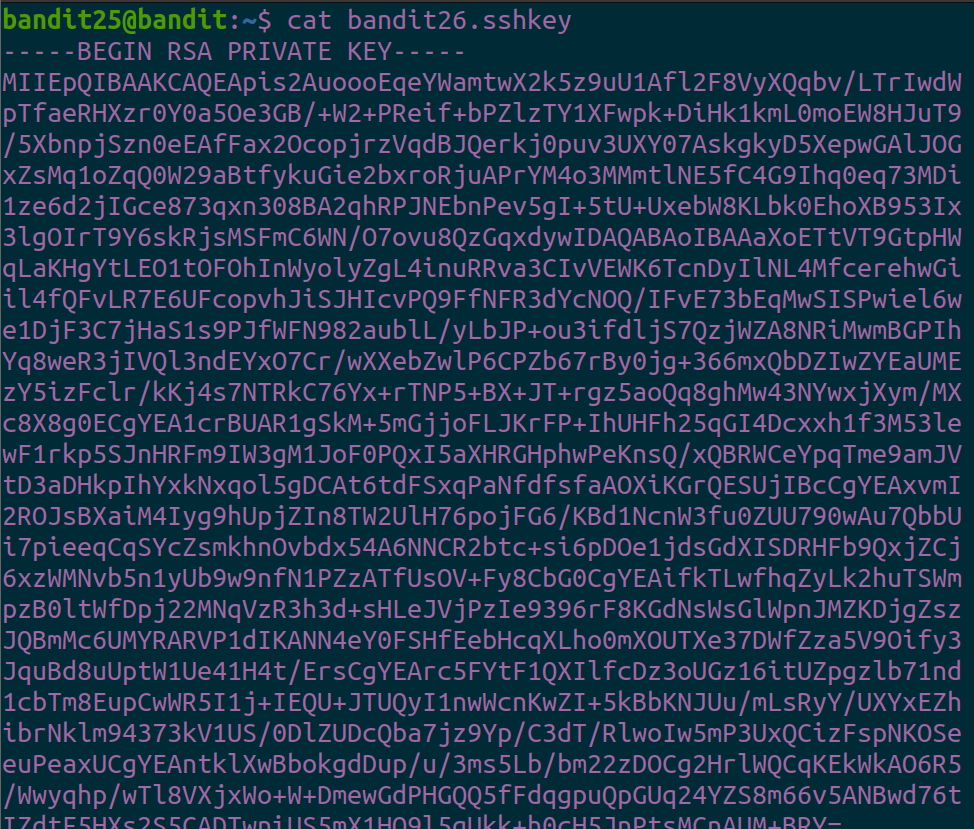 bandit25@bandit:~$ cat bandit26.sshkey
-----BEGIN RSA PRIVATE KEY-----
MIIEpQIBAAKCAQEApis2AuoooEqeYWamtwX2k5z9uU1Afl2F8VyXQqbv/LTrIwdW
pTfaeRHXzr0Y0a5Oe3GB/+W2+PReif+bPZlzTY1XFwpk+DiHk1kmL0moEW8HJuT9
/5XbnpjSzn0eEAfFax2OcopjrzVqdBJQerkj0puv3UXY07AskgkyD5XepwGAlJOG
xZsMq1oZqQ0W29aBtfykuGie2bxroRjuAPrYM4o3MMmtlNE5fC4G9Ihq0eq73MDi
1ze6d2jIGce873qxn308BA2qhRPJNEbnPev5gI+5tU+UxebW8KLbk0EhoXB953Ix
3lgOIrT9Y6skRjsMSFmC6WN/O7ovu8QzGqxdywIDAQABAoIBAAaXoETtVT9GtpHW
qLaKHgYtLEO1tOFOhInWyolyZgL4inuRRva3CIvVEWK6TcnDyIlNL4MfcerehwGi
il4fQFvLR7E6UFcopvhJiSJHIcvPQ9FfNFR3dYcNOQ/IFvE73bEqMwSISPwiel6w
e1DjF3C7jHaS1s9PJfWFN982aublL/yLbJP+ou3ifdljS7QzjWZA8NRiMwmBGPIh
Yq8weR3jIVQl3ndEYxO7Cr/wXXebZwlP6CPZb67rBy0jg+366mxQbDZIwZYEaUME
zY5izFclr/kKj4s7NTRkC76Yx+rTNP5+BX+JT+rgz5aoQq8ghMw43NYwxjXym/MX
c8X8g0ECgYEA1crBUAR1gSkM+5mGjjoFLJKrFP+IhUHFh25qGI4Dcxxh1f3M53le
wF1rkp5SJnHRFm9IW3gM1JoF0PQxI5aXHRGHphwPeKnsQ/xQBRWCeYpqTme9amJV
tD3aDHkpIhYxkNxqol5gDCAt6tdFSxqPaNfdfsfaAOXiKGrQESUjIBcCgYEAxvmI
2ROJsBXaiM4Iyg9hUpjZIn8TW2UlH76pojFG6/KBd1NcnW3fu0ZUU790wAu7QbbU
i7pieeqCqSYcZsmkhnOvbdx54A6NNCR2btc+si6pDOe1jdsGdXISDRHFb9QxjZCj
6xzWMNvb5n1yUb9w9nfN1PZzATfUsOV+Fy8CbG0CgYEAifkTLwfhqZyLk2huTSWm
pzB0ltWfDpj22MNqVzR3h3d+sHLeJVjPzIe9396rF8KGdNsWsGlWpnJMZKDjgZsz
JQBmMc6UMYRARVP1dIKANN4eY0FSHfEebHcqXLho0mXOUTXe37DWfZza5V9Oify3
JquBd8uUptW1Ue41H4t/ErsCgYEArc5FYtF1QXIlfcDz3oUGz16itUZpgzlb71nd
1cbTm8EupCwWR5I1j+IEQU+JTUQyI1nwWcnKwZI+5kBbKNJUu/mLsRyY/UXYxEZh
ibrNklm94373kV1US/0DlZUDcQba7jz9Yp/C3dT/RlwoIw5mP3UxQCizFspNKOSe
euPeaxUCgYEAntklXwBbokgdDup/u/3ms5Lb/bm22zDOCg2HrlWQCqKEkWkAO6R5
/Wwyqhp/wTl8VXjxWo+W+DmewGdPHGQQ5fFdqgpuQpGUq24YZS8m66v5ANBwd76t
IZdtF5HXs2S5CADTwpiUS5mX1HO9l5gUkk+h0cH5JnPtsMCnAUM+BRY=